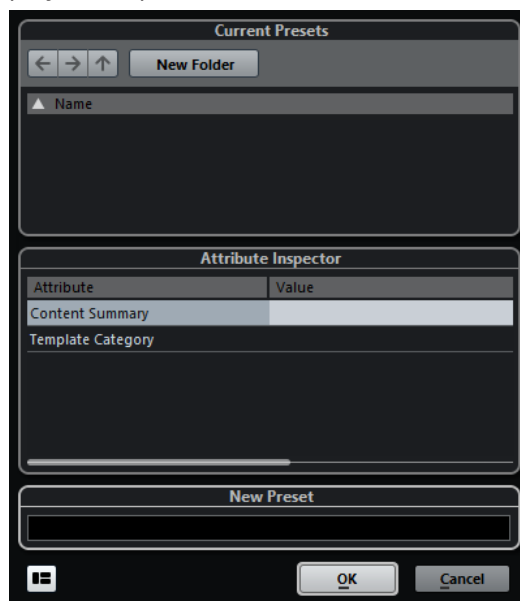 Current Presets
New Folder
Name
Attribute Inspector
Attribute Value
Content Summary
Template Category
New Preset
OK Cancel